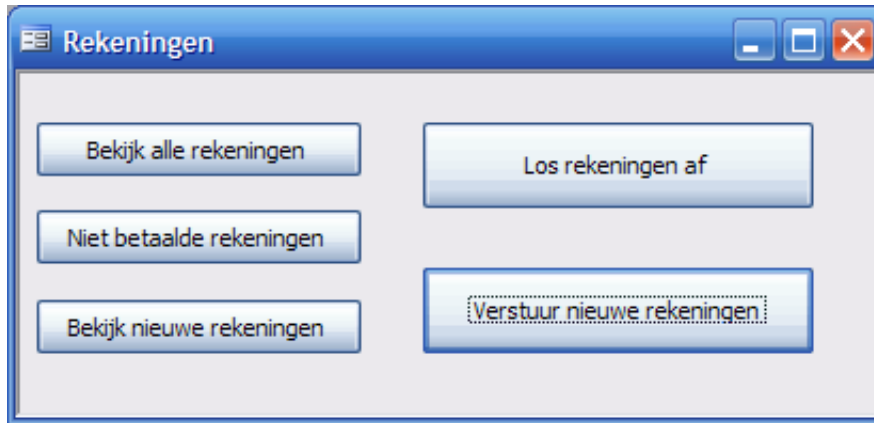 Rekeningen
Bekijk alle rekeningen
Niet betaalde rekeningen
Bekijk nieuwe rekeningen
Los rekeningen af
Verstuur nieuwe rekeningen